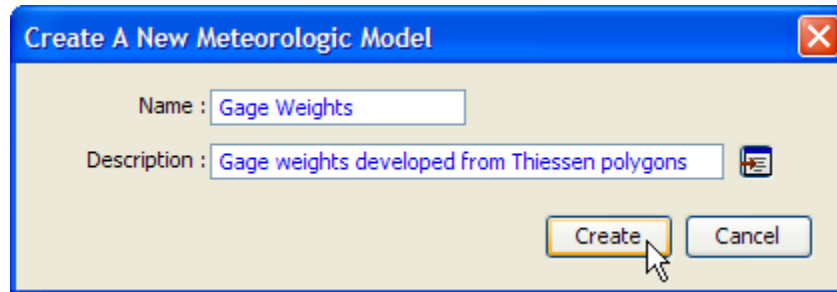 Create A New Meteorologic Model
Name : Gage Weights
Description : Gage weights developed from Thiessen polygons
Create Cancel